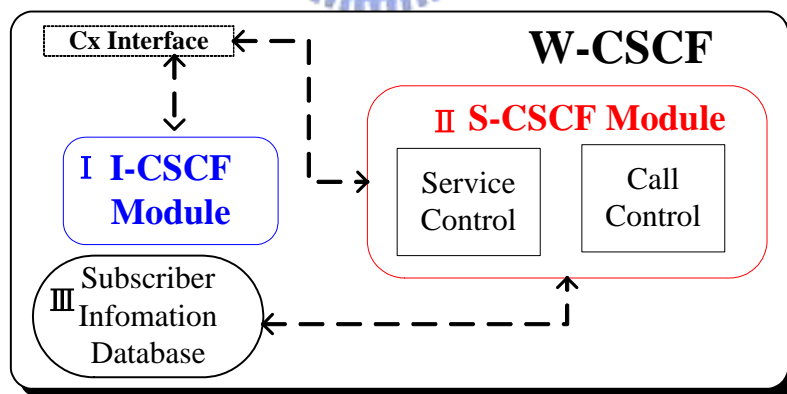 Cx Interface
W-CSCF
Ⅱ S-CSCF Module
Ⅰ I-CSCF
Module
Service
Control
Call
Control
Ⅲ Subscriber
Infomation
Database